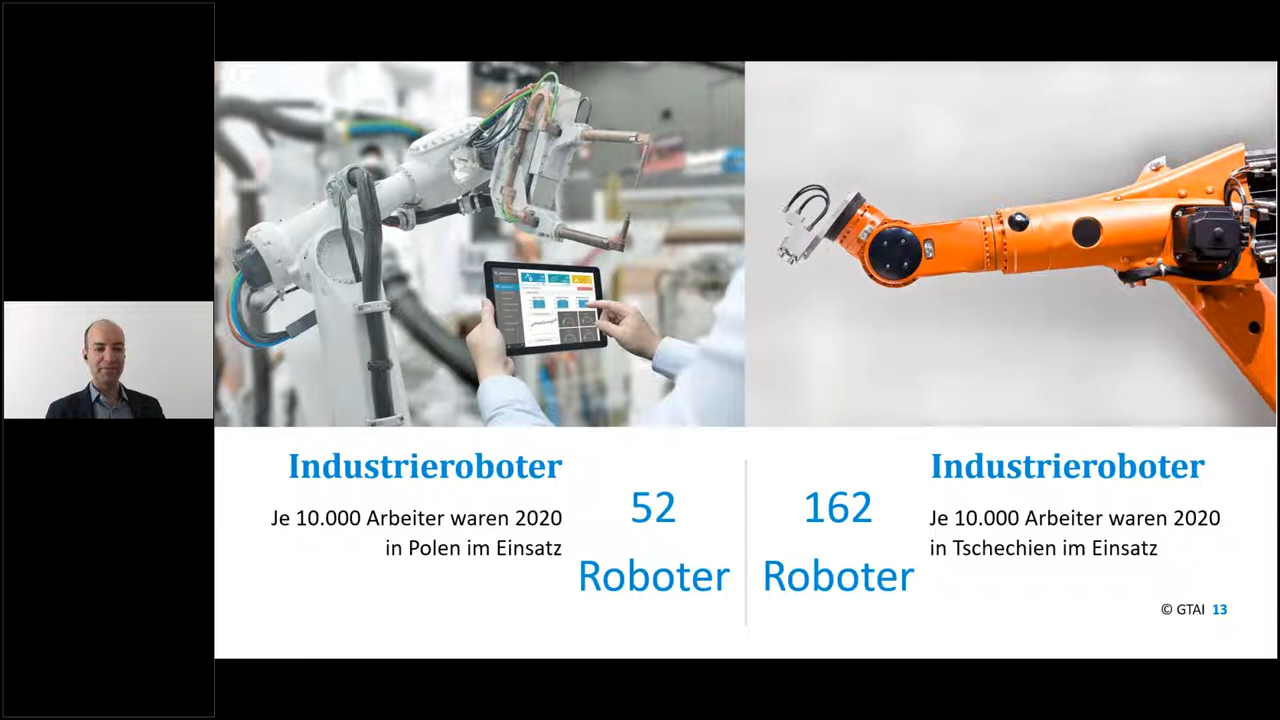 Industrieroboter
Je 10.000 Arbeiter waren 2020
in Polen im Einsatz
52
Roboter
162
Roboter
Industrieroboter
Je 10.000 Arbeiter waren 2020
in Tschechien im Einsatz
© GTAI 13